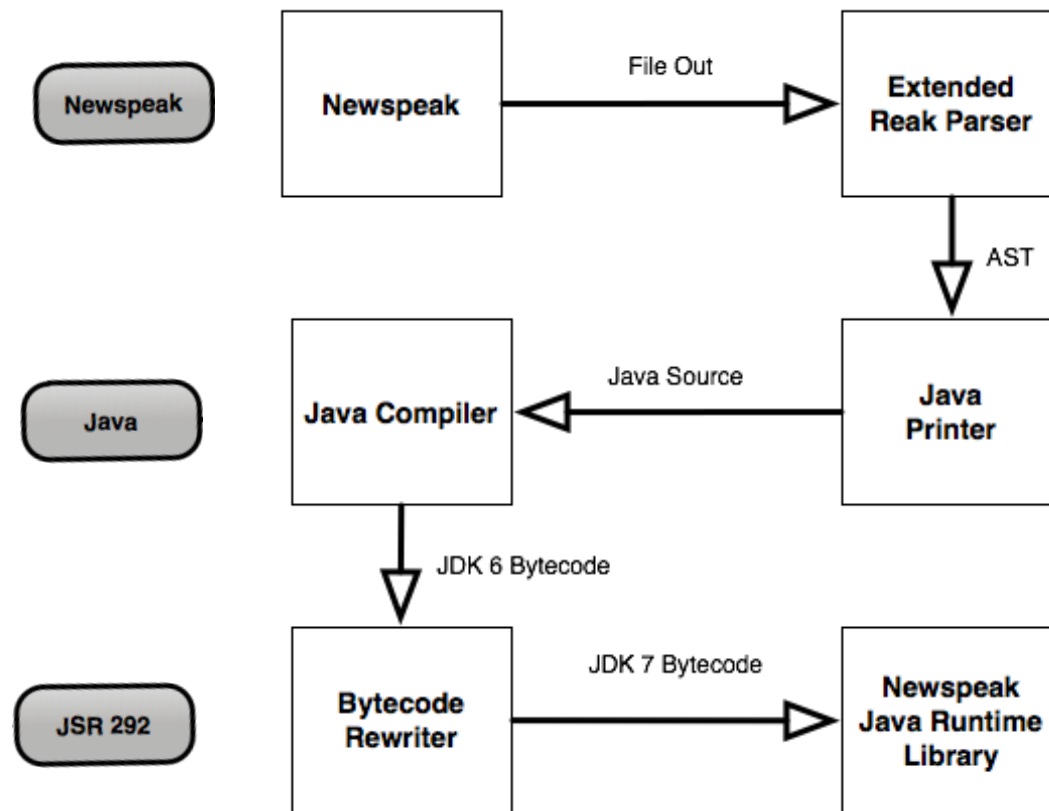 Newspeak
Newspeak
File Out
Extended
Reak Parser
AST
Java
Java Compiler
Java Source
Java
Printer
JDK 6 Bytecode
JSR 292
Bytecode
Rewriter
JDK 7 Bytecode
Newspeak
Java Runtime
Library